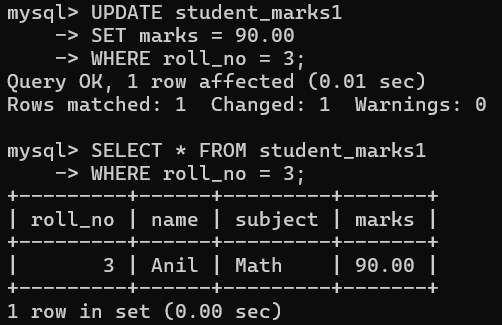 mysql> UPDATE student_marks1
    -> SET marks = 90.00
    -> WHERE roll_no = 3;
Query OK, 1 row affected (0.01 sec)
Rows matched: 1  Changed: 1  Warnings: 0

mysql> SELECT * FROM student_marks1
    -> WHERE roll_no = 3;
+---------+------+---------+-------+
| roll_no | name | subject | marks |
+---------+------+---------+-------+
|       3 | Anil | Math    | 90.00 |
+---------+------+---------+-------+
1 row in set (0.00 sec)